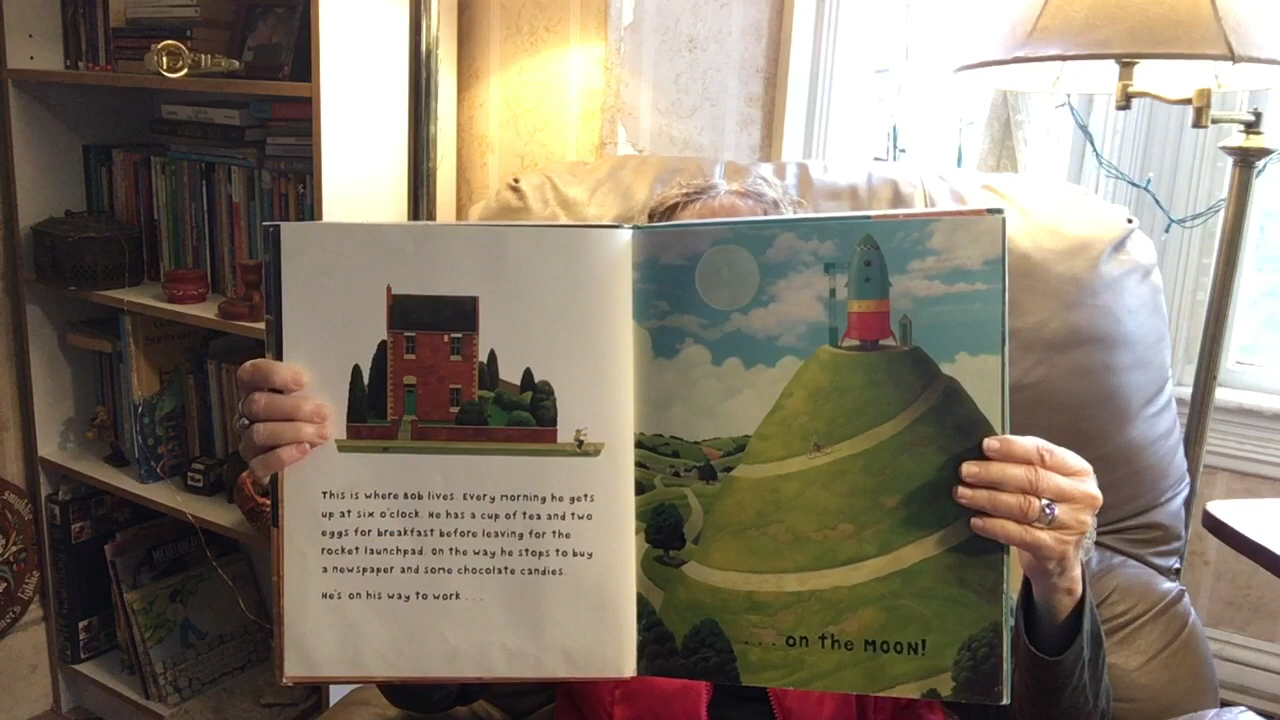 This is where Bob lives. Every morning he gets
up at six o'clock. He has a cup of tea and two
eggs for breakfast before leaving for the
rocket launchpad. On the way he stops to buy
a newspaper and some chocolate candies.
He's on his way to work . . .
. . . on the MOON!